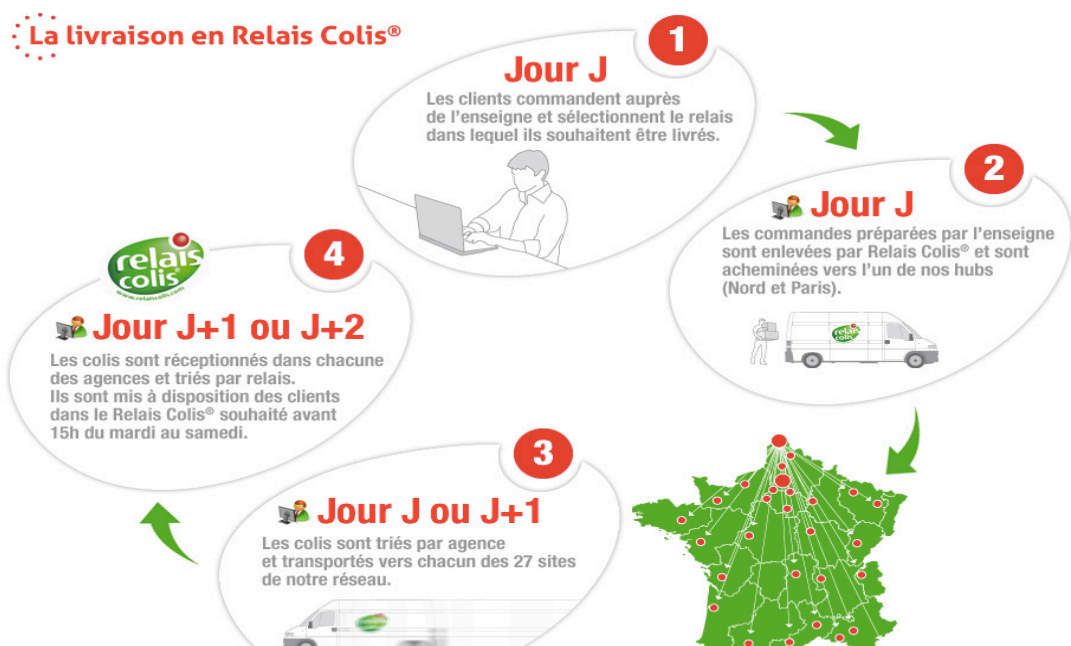 La livraison en Relais Colis®
1
Jour J
Les clients commandent auprès
de l'enseigne et sélectionnent le relais
dans lequel ils souhaitent être livrés.
2
Jour J
Les commandes préparées par l'enseigne
sont enlevées par Relais Colis® et sont
acheminées vers l'un de nos hubs
(Nord et Paris).
relais
colis
3
Jour J ou J+1
Les colis sont triés par agence
et transportés vers chacun des 27 sites
de notre réseau.
4
relais
colis®
www.relaiscolis.com
Jour J+1 ou J+2
Les colis sont réceptionnés dans chacune
des agences et triés par relais.
Ils sont mis à disposition des clients
dans le Relais Colis® souhaité avant
15h du mardi au samedi.